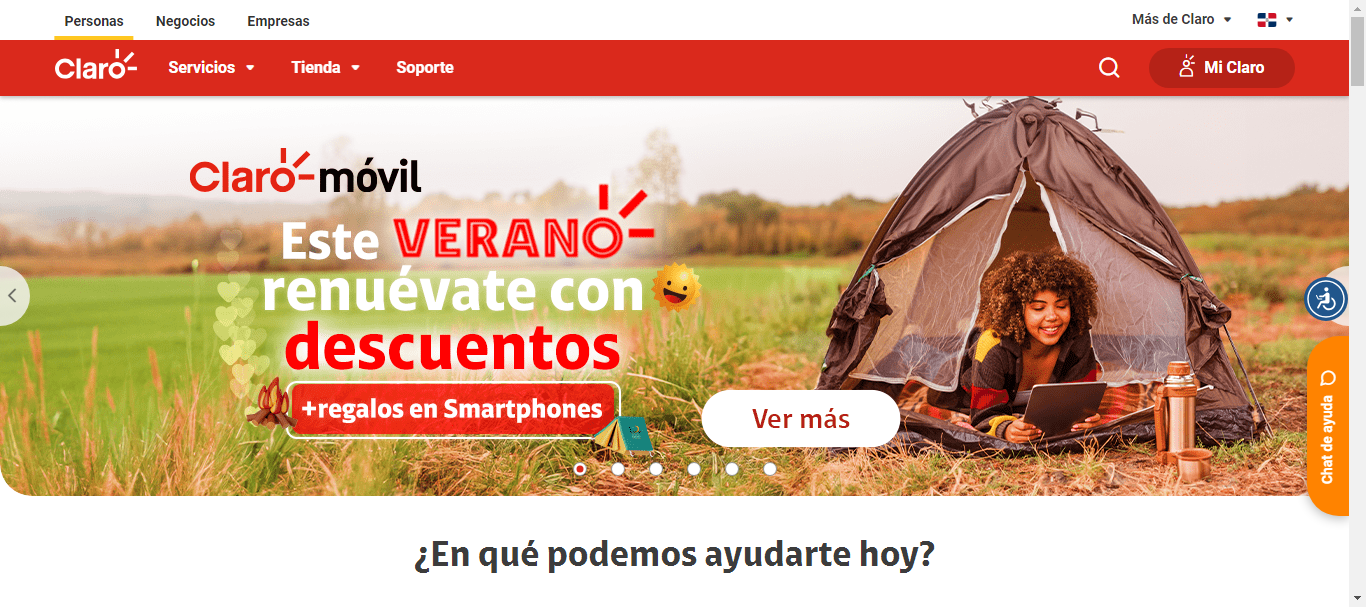 Personas Negocios Empresas Más de Claro
Claro Servicios Tienda Soporte Mi Claro
Claro móvil
Este VERANO
renuévate con
descuentos
+regalos en Smartphones
Ver más
Chat de ayuda
¿En qué podemos ayudarte hoy?